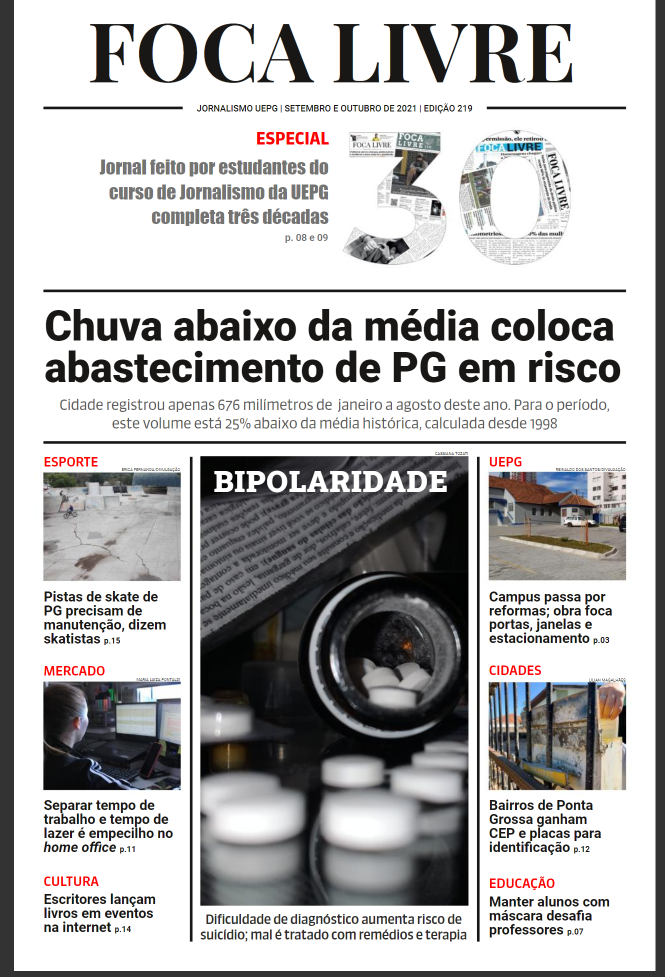 FOCA LIVRE
JORNALISMO UEPG | SETEMBRO E OUTUBRO DE 2021 | EDIÇÃO 219
ESPECIAL
Jornal feito por estudantes do
curso de Jornalismo da UEPG
completa três décadas
p. 08 e 09
30
Chuva abaixo da média coloca
abastecimento de PG em risco
Cidade registrou apenas 676 milímetros de janeiro a agosto deste ano. Para o período,
este volume está 25% abaixo da média histórica, calculada desde 1998
ESPORTE
Pistas de skate de
PG precisam de
manutenção, dizem
skatistas p.15
MERCADO
Separar tempo de
trabalho e tempo de
lazer é empecilho no
home office p.11
CULTURA
Escritores lançam
livros em eventos
na internet p.14
BIPOLARIDADE
Dificuldade de diagnóstico aumenta risco de
suicídio; mal é tratado com remédios e terapia
UEPG
REINALDO DOS SANTOS/DIVULGAÇÃO
Campus passa por
reformas; obra foca
portas, janelas e
estacionamento p.03
CIDADES
LILIAN MAGALHÃES
Bairros de Ponta
Grossa ganham
CEP e placas para
identificação p.12
EDUCAÇÃO
Manter alunos com
máscara desafia
professores p.07